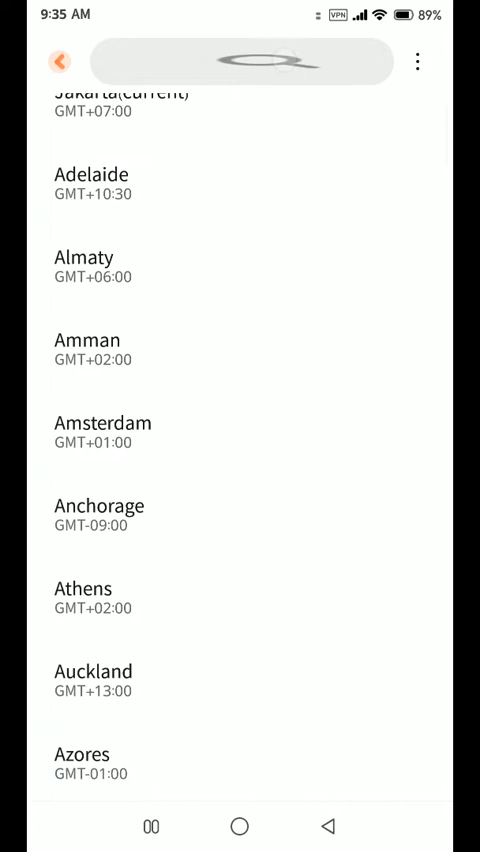 9:35 AM
VPN
89%
Jakarta(current)
GMT+07:00
Adelaide
GMT+10:30
Almaty
GMT+06:00
Amman
GMT+02:00
Amsterdam
GMT+01:00
Anchorage
GMT-09:00
Athens
GMT+02:00
Auckland
GMT+13:00
Azores
GMT-01:00